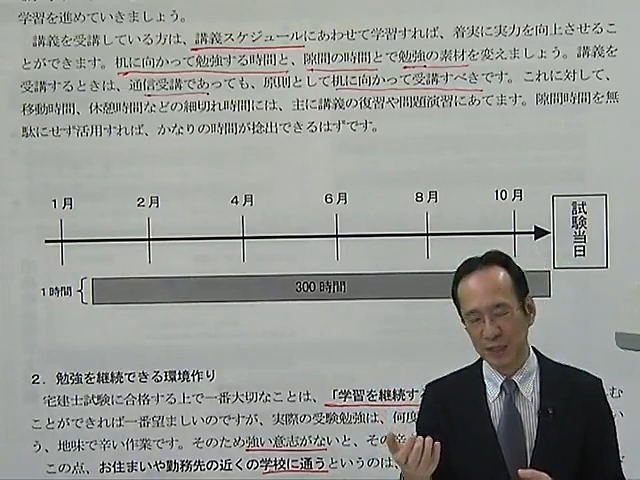 学習を進めていきましょう。
講義を受講している方は、講義スケジュールにあわせて学習すれば、着実に実力を向上させるこ
とができます。机に向かって勉強する時間と、隙間の時間とで勉強の素材を変えましょう。講義を
受講するときは、通信受講であっても、原則として机に向かって受講すべきです。これに対して、
移動時間、休憩時間などの細切れ時間には、主に講義の復習や問題演習にあてます。隙間時間を無
駄にせず活用すれば、かなりの時間が捻出できるはずです。
1月 2月 4月 6月 8月 10月
試験当日
1時間 300時間
2．勉強を継続できる環境作り
宅建士試験に合格する上で一番大切なことは、「学習を継続す
む
ことができれば一番望ましいのですが、実際の受験勉強は、何度
い
う、地味で辛い作業です。そのため強い意志がないと、その辛
この点、お住まいや勤務先の近くの学校に通うというのは、